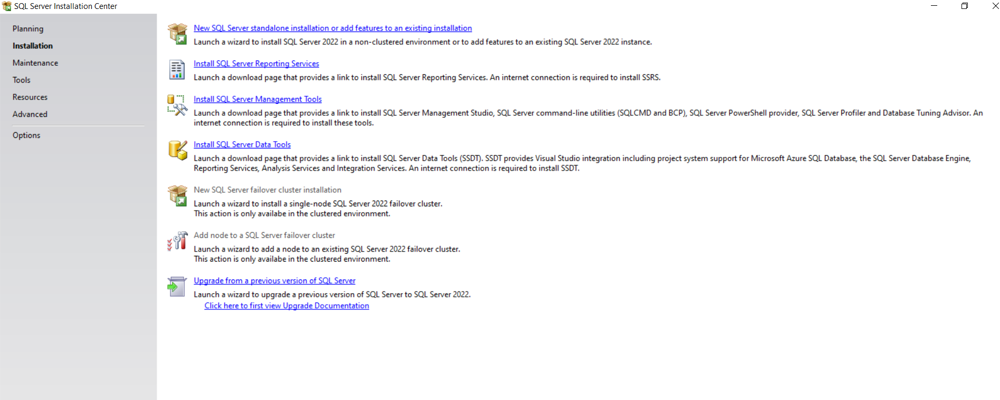 SQL Server Installation Center
Planning
Installation
Maintenance
Tools
Resources
Advanced
Options
New SQL Server standalone installation or add features to an existing installation
Launch a wizard to install SQL Server 2022 in a non-clustered environment or to add features to an existing SQL Server 2022 instance.
Install SQL Server Reporting Services
Launch a download page that provides a link to install SQL Server Reporting Services. An internet connection is required to install SSRS.
Install SQL Server Management Tools
Launch a download page that provides a link to install SQL Server Management Studio, SQL Server command-line utilities (SQLCMD and BCP), SQL Server PowerShell provider, SQL Server Profiler and Database Tuning Advisor. An
internet connection is required to install these tools.
Install SQL Server Data Tools
Launch a download page that provides a link to install SQL Server Data Tools (SSDT). SSDT provides Visual Studio integration including project system support for Microsoft Azure SQL Database, the SQL Server Database Engine,
Reporting Services, Analysis Services and Integration Services. An internet connection is required to install SSDT.
New SQL Server failover cluster installation
Launch a wizard to install a single-node SQL Server 2022 failover cluster.
This action is only availabe in the clustered environment.
Add node to a SQL Server failover cluster
Launch a wizard to add a node to an existing SQL Server 2022 failover cluster.
This action is only availabe in the clustered environment.
Upgrade from a previous version of SQL Server
Launch a wizard to upgrade a previous version of SQL Server to SQL Server 2022.
Click here to first view Upgrade Documentation